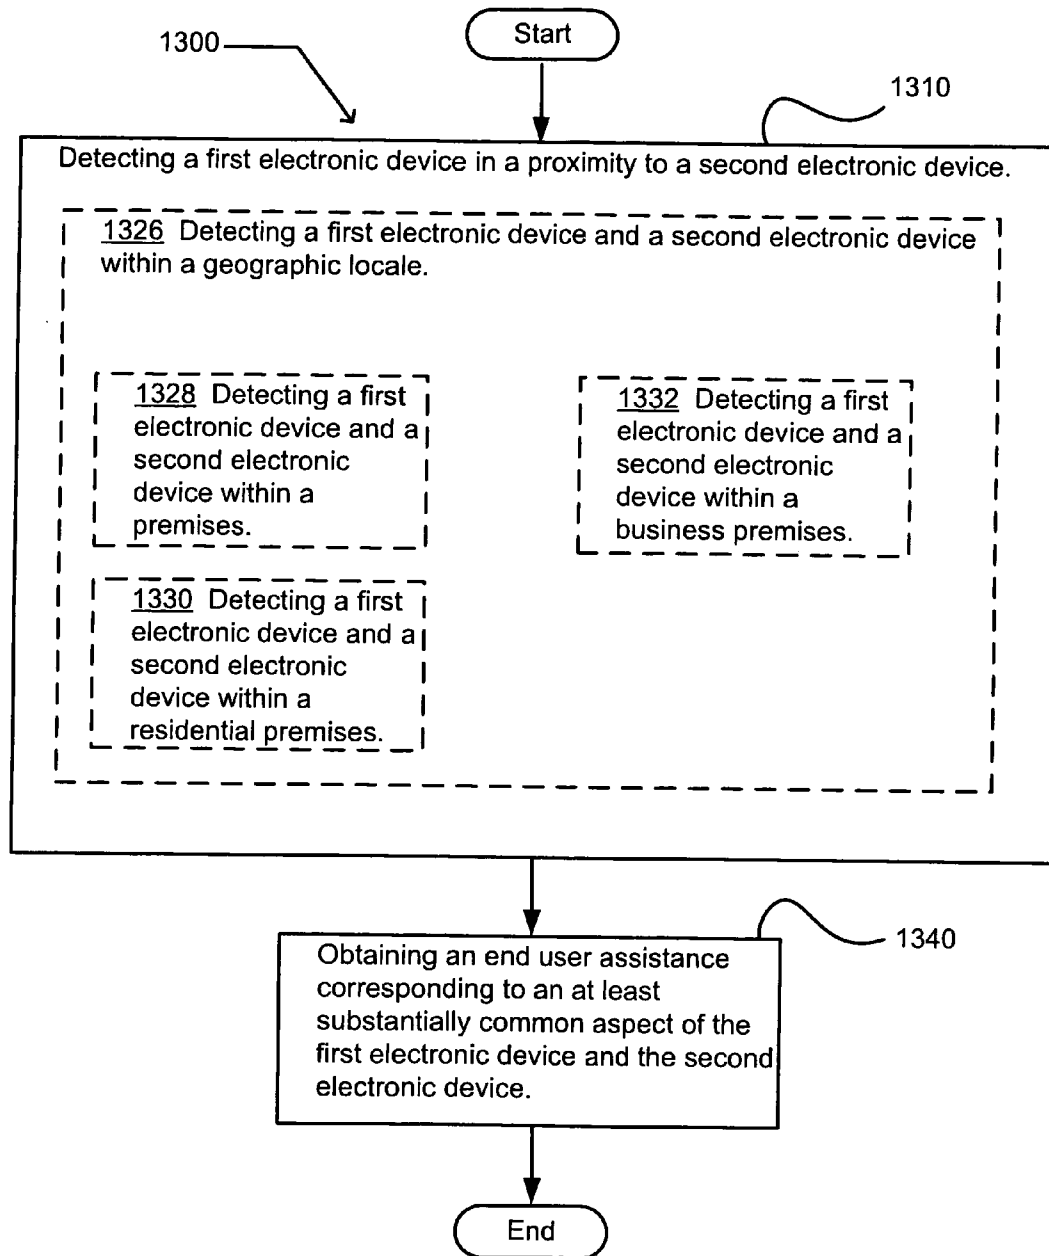 Start
1300
1310
Detecting a first electronic device in a proximity to a second electronic device.
1326 Detecting a first electronic device and a second electronic device
within a geographic locale.
1328 Detecting a first
electronic device and a
second electronic
device within a
premises.
1332 Detecting a first
electronic device and a
second electronic
device within a
business premises.
1330 Detecting a first
electronic device and a
second electronic
device within a
residential premises.
1340
Obtaining an end user assistance
corresponding to an at least
substantially common aspect of the
first electronic device and the second
electronic device.
End